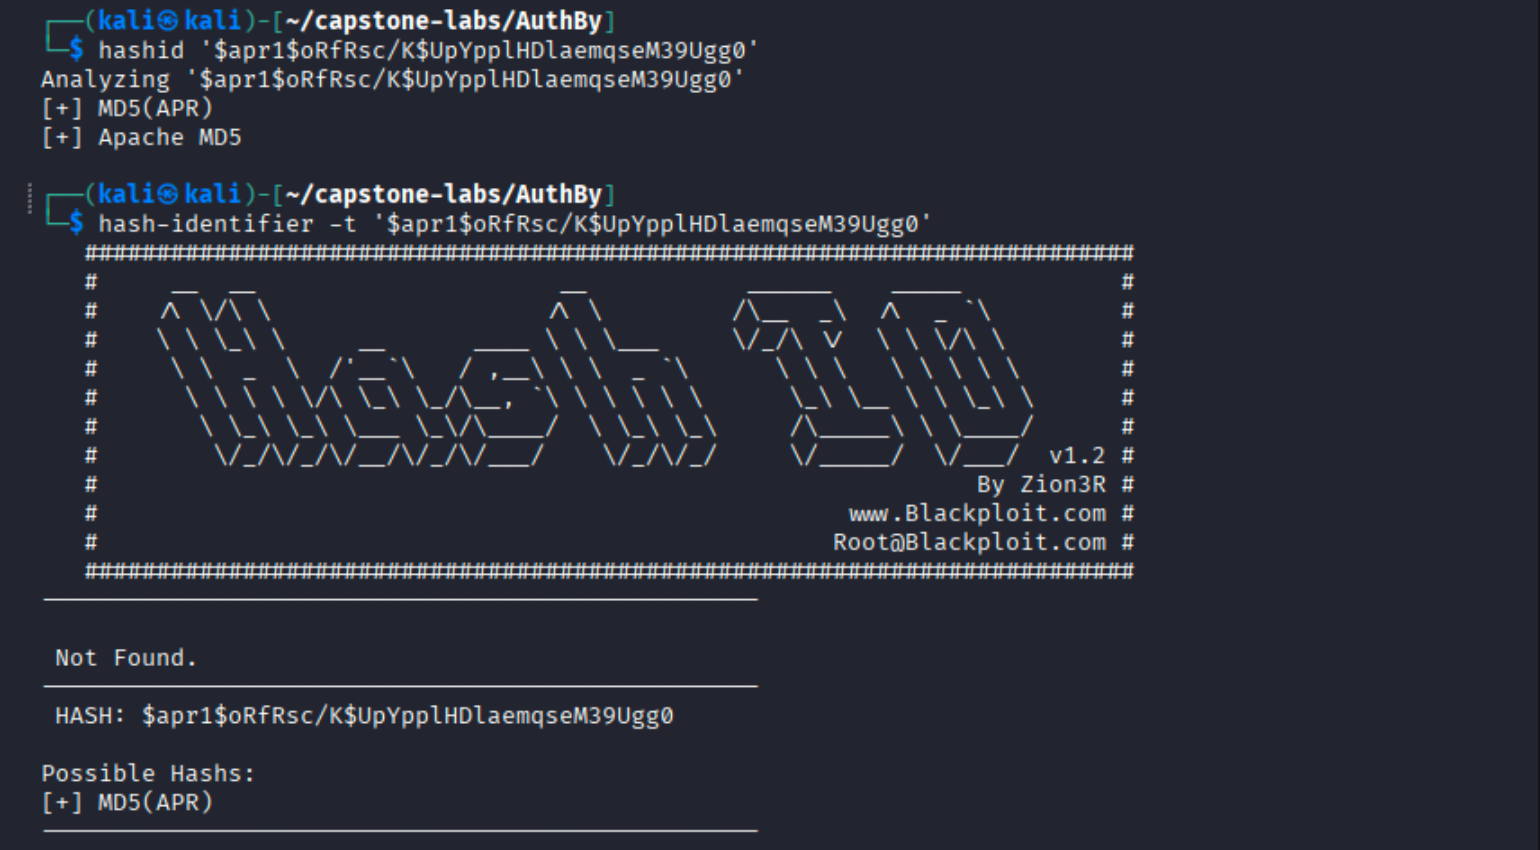 ┌──(kali㉿kali)-[~/capstone-labs/AuthBy]
└─$ hashid '$apr1$oRfRsc/K$UpYpplHDlaemqseM39Ugg0'
Analyzing '$apr1$oRfRsc/K$UpYpplHDlaemqseM39Ugg0'
[+] MD5(APR)
[+] Apache MD5
┌──(kali㉿kali)-[~/capstone-labs/AuthBy]
└─$ hash-identifier -t '$apr1$oRfRsc/K$UpYpplHDlaemqseM39Ugg0'
Hash ID
v1.2 #
By Zion3R #
www.Blackploit.com #
Root@Blackploit.com #
Not Found.
HASH: $apr1$oRfRsc/K$UpYpplHDlaemqseM39Ugg0
Possible Hashs:
[+] MD5(APR)